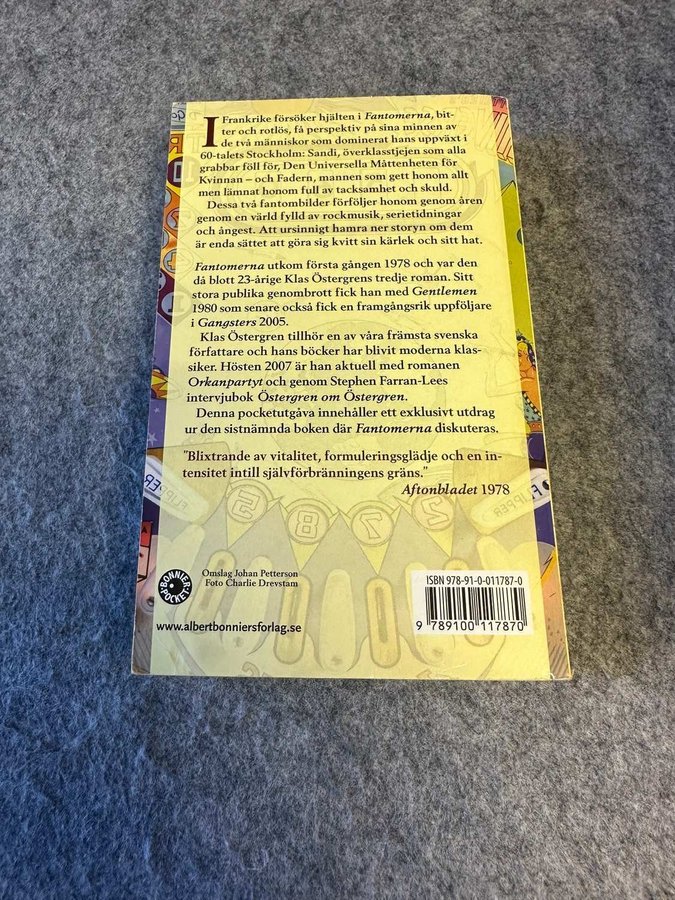 I Frankrike försöker hjälten i Fantomerna, bit-
ter och rotlös, få perspektiv på sina minnen av
de två människor som dominerat hans uppväxt i
60-talets Stockholm: Sandi, överklasstjejen som alla
grabbar föll för, Den Universella Måttenheten för
Kvinnan – och Fadern, mannen som gett honom allt
men lämnat honom full av tacksamhet och skuld.
Dessa två fantombilder förföljer honom genom åren
genom en värld fylld av rockmusik, serietidningar
och ångest. Att ursinnigt hamra ner storyn om dem
är enda sättet att göra sig kvitt sin kärlek och sitt hat.
Fantomerna utkom första gången 1978 och var den
då blott 23-årige Klas Östergrens tredje roman. Sitt
stora publika genombrott fick han med Gentlemen
1980 som senare också fick en framgångsrik uppföljare
i Gangsters 2005.
Klas Östergren tillhör en av våra främsta svenska
författare och hans böcker har blivit moderna klas-
siker. Hösten 2007 är han aktuell med romanen
Orkanpartyt och genom Stephen Farran-Lees
intervjubok Östergren om Östergren.
Denna pocketutgåva innehåller ett exklusivt utdrag
ur den sistnämnda boken där Fantomerna diskuteras.
"Blixtrande av vitalitet, formuleringsglädje och en in-
tensitet intill självförbränningens gräns."
Aftonbladet 1978
FLIPPER
5 8 7 2
BONNIER
POCKET
Omslag Johan Petterson
Foto Charlie Drevstam
www.albertbonniersforlag.se
ISBN 978-91-0-011787-0
9 789100 117870